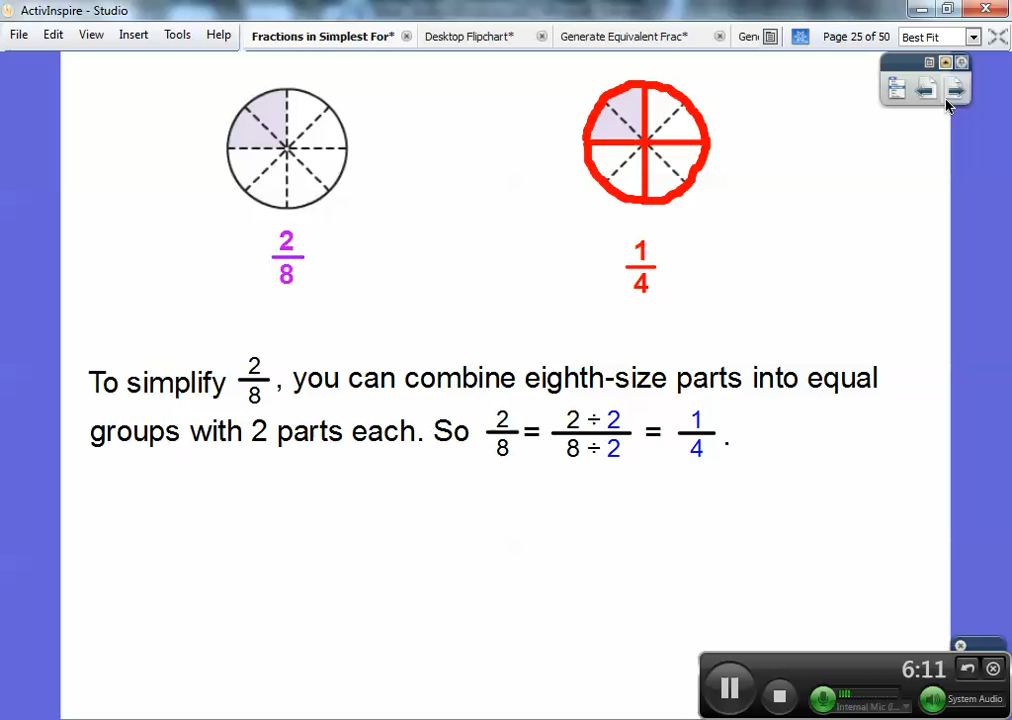 ActivInspire - Studio
File Edit View Insert Tools Help
Fractions in Simplest For* Desktop Flipchart* Generate Equivalent Frac* Gen Page 25 of 50 Best Fit
2
8
1
4
To simplify 2/8, you can combine eighth-size parts into equal
groups with 2 parts each. So 2/8 = 2 ÷ 2/8 ÷ 2 = 1/4.
6:11
Internal Mic (I...
System Audio